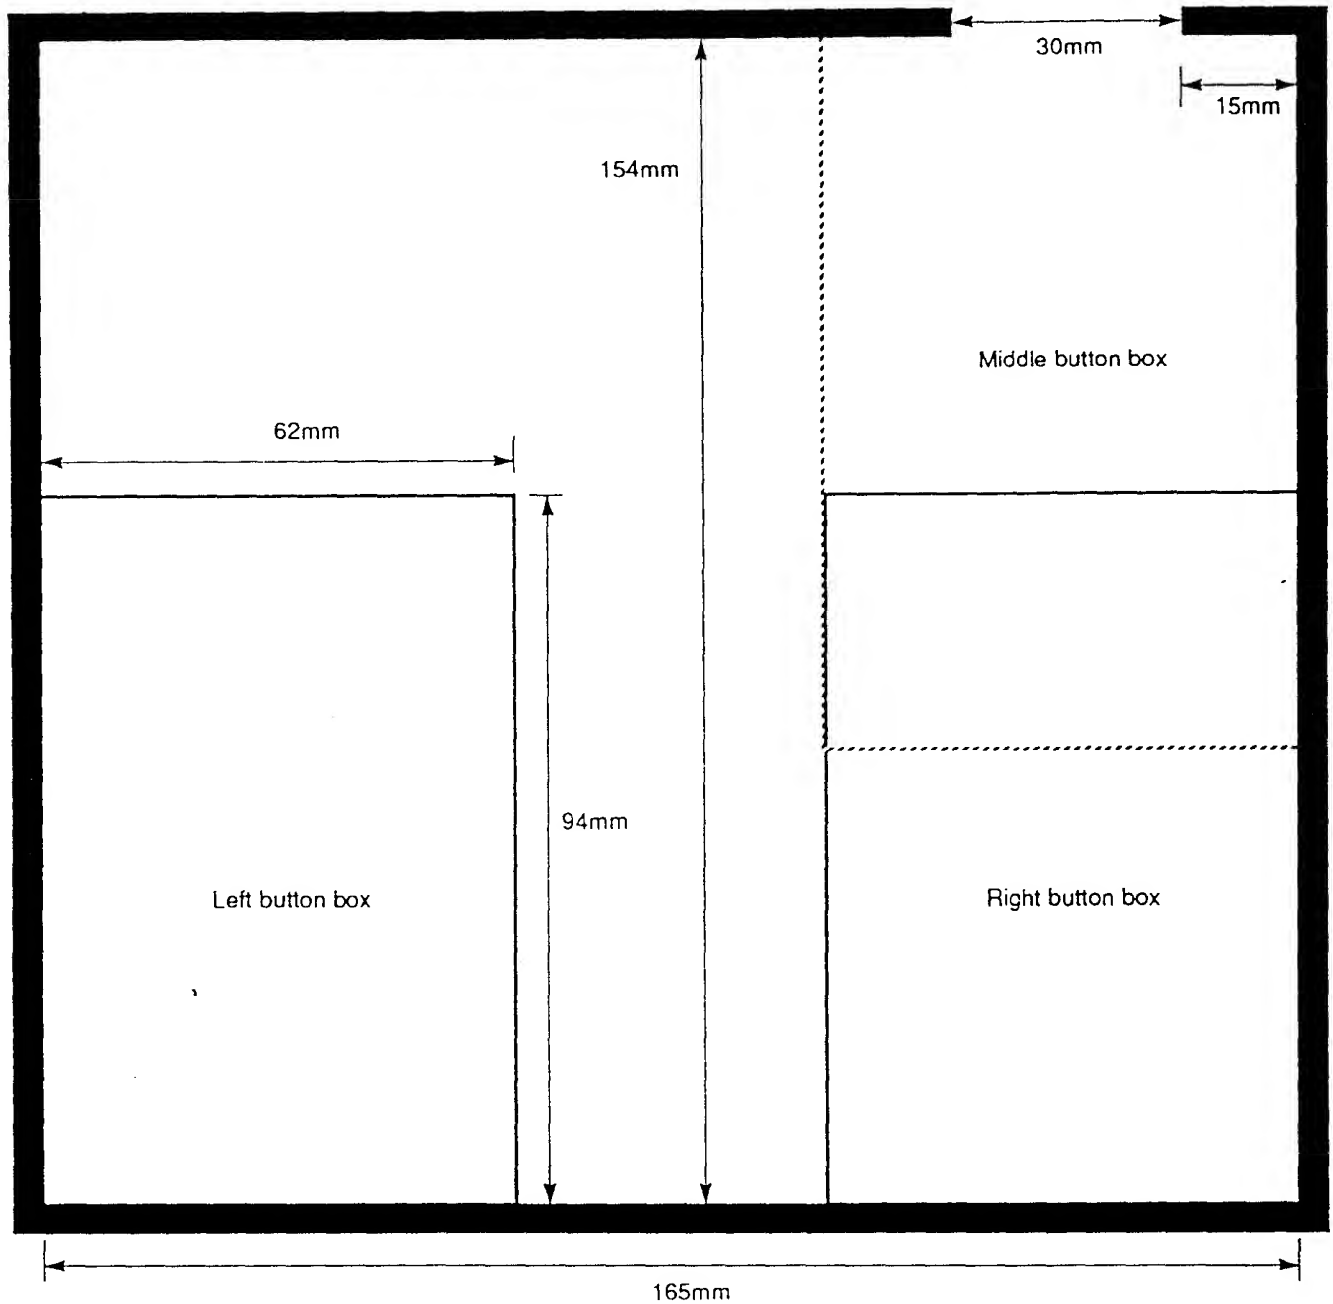 30mm
15mm
154mm
Middle button box
62mm
94mm
Left button box
Right button box
165mm